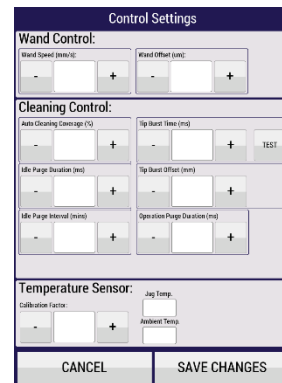 Control Settings
Wand Control:
Wand Speed (mm/s): Wand Offset (um):
- + - +
Cleaning Control:
Auto Cleaning Coverage (%) Tip Burst Time (ms)
- + - + TEST
Idle Purge Duration (ms) Tip Burst Offset (mm)
- + - +
Idle Purge Interval (mins) Operation Purge Duration (ms)
- + - +
Temperature Sensor: Jug Temp.
Calibration Factor:
- + Ambient Temp.
CANCEL SAVE CHANGES